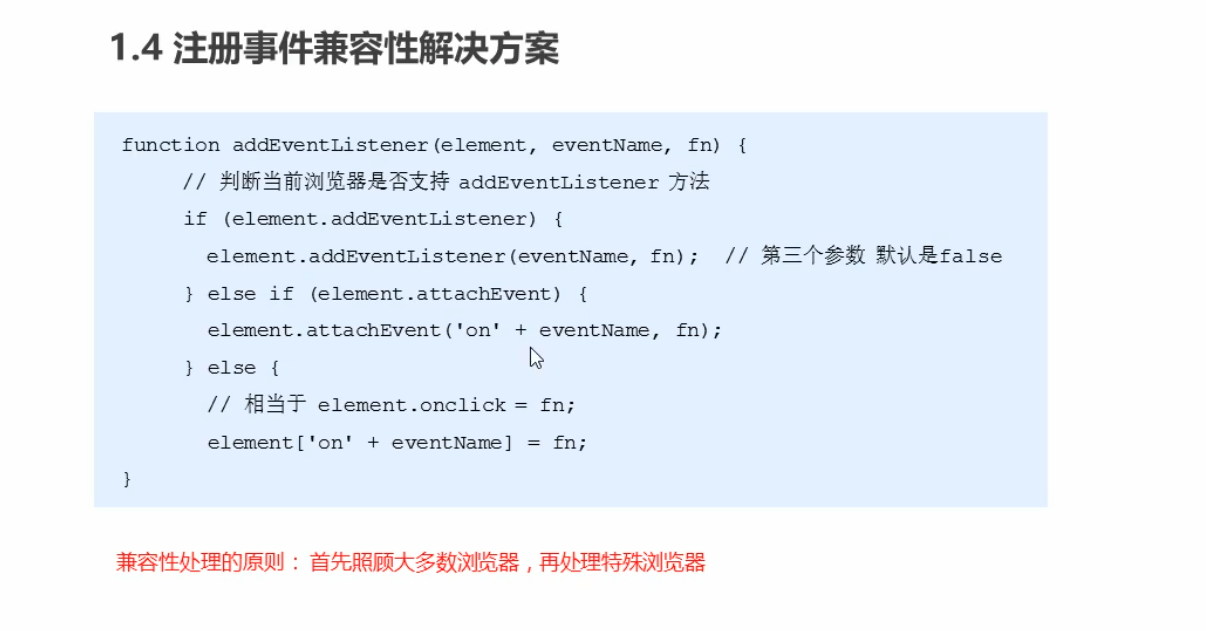 1.4 注册事件兼容性解决方案
function addEventListener(element, eventName, fn) {
// 判断当前浏览器是否支持 addEventListener 方法
if (element.addEventListener) {
element.addEventListener(eventName, fn); // 第三个参数 默认是false
} else if (element.attachEvent) {
element.attachEvent('on' + eventName, fn);
} else {
// 相当于 element.onclick = fn;
element['on' + eventName] = fn;
}
兼容性处理的原则： 首先照顾大多数浏览器，再处理特殊浏览器